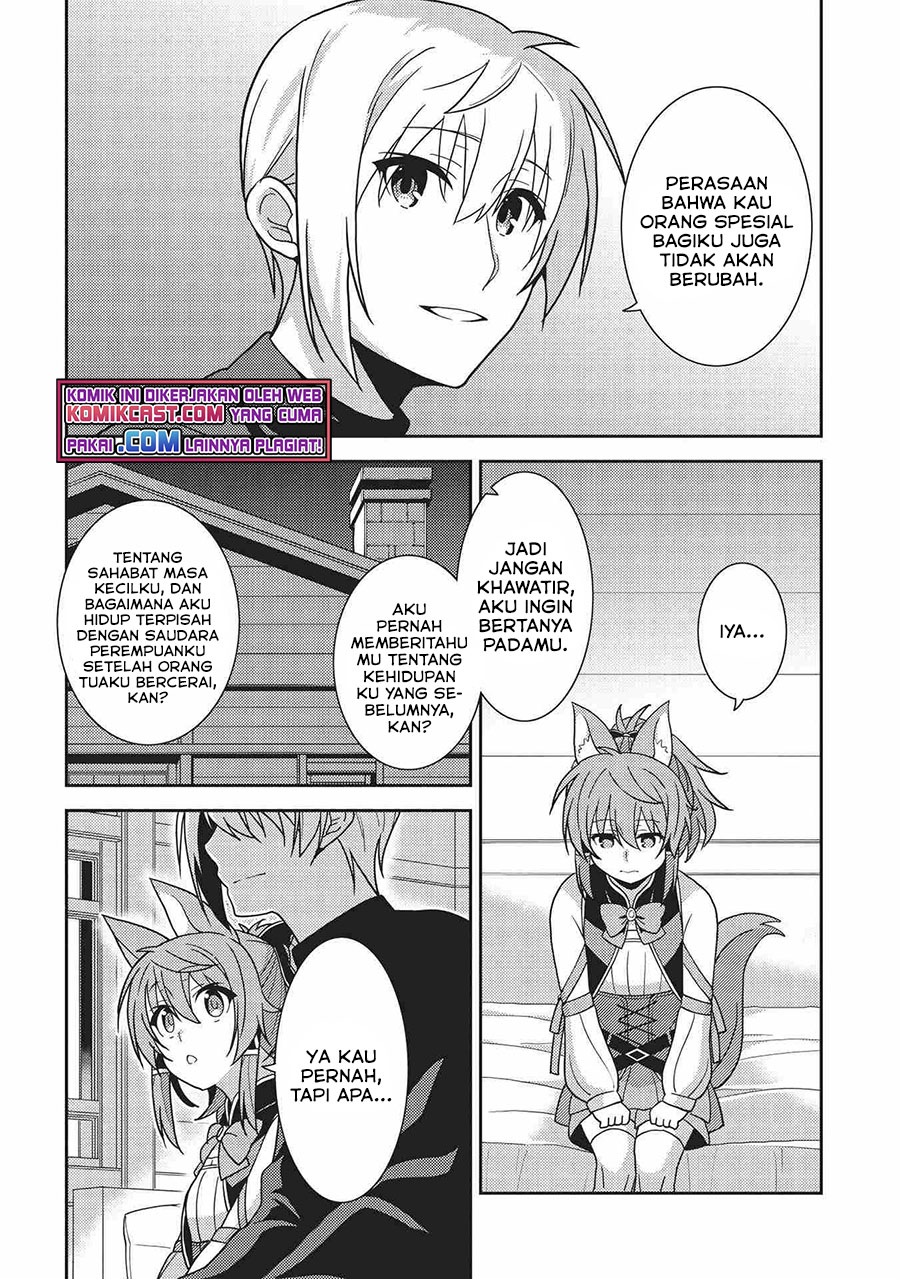 PERASAAN
BAHWA KAU
ORANG SPESIAL
BAGIKU JUGA
TIDAK AKAN
BERUBAH.
KOMIK INI DIKERJAKAN OLEH WEB
KOMIKCAST.COM YANG CUMA
PAKAI .COM LAINNYA PLAGIAT!
IYA...
JADI
JANGAN
KHAWATIR,
AKU INGIN
BERTANYA
PADAMU.
AKU
PERNAH
MEMBERITAHU
MU TENTANG
KEHIDUPAN
KU YANG SE-
BELUMNYA,
KAN?
TENTANG
SAHABAT MASA
KECILKU, DAN
BAGAIMANA AKU
HIDUP TERPISAH
DENGAN SAUDARA
PEREMPUANKU
SETELAH ORANG
TUAKU BERCERAI,
KAN?
YA KAU
PERNAH,
TAPI APA...